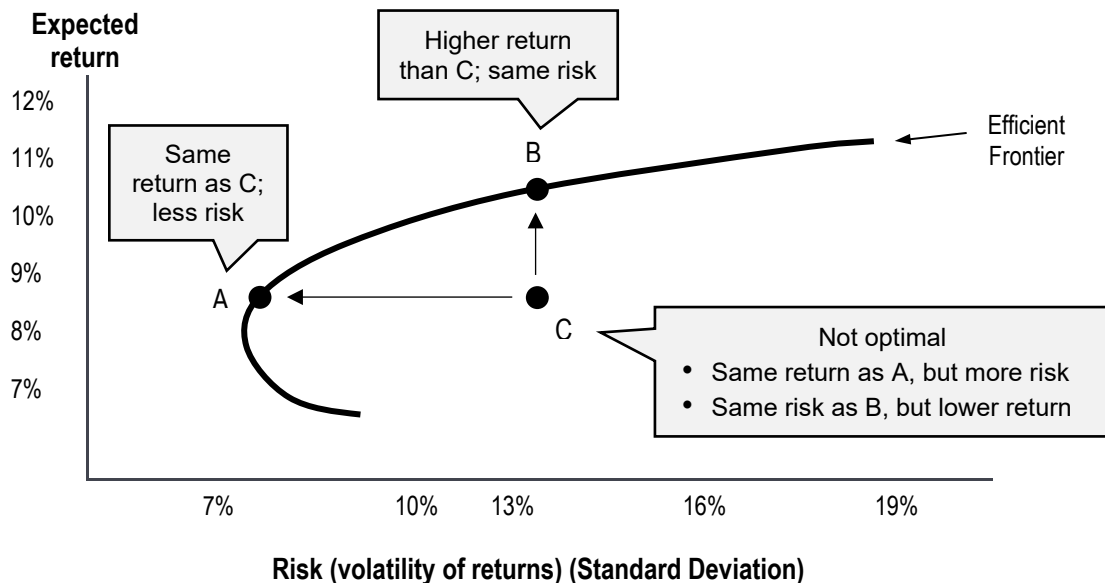 Expected
return
12%
11%
10%
9%
8%
7%
Higher return
than C; same risk
Same
return as C;
less risk
B
Efficient
Frontier
A
C
Not optimal
• Same return as A, but more risk
• Same risk as B, but lower return
7%
10%
13%
16%
19%
Risk (volatility of returns) (Standard Deviation)